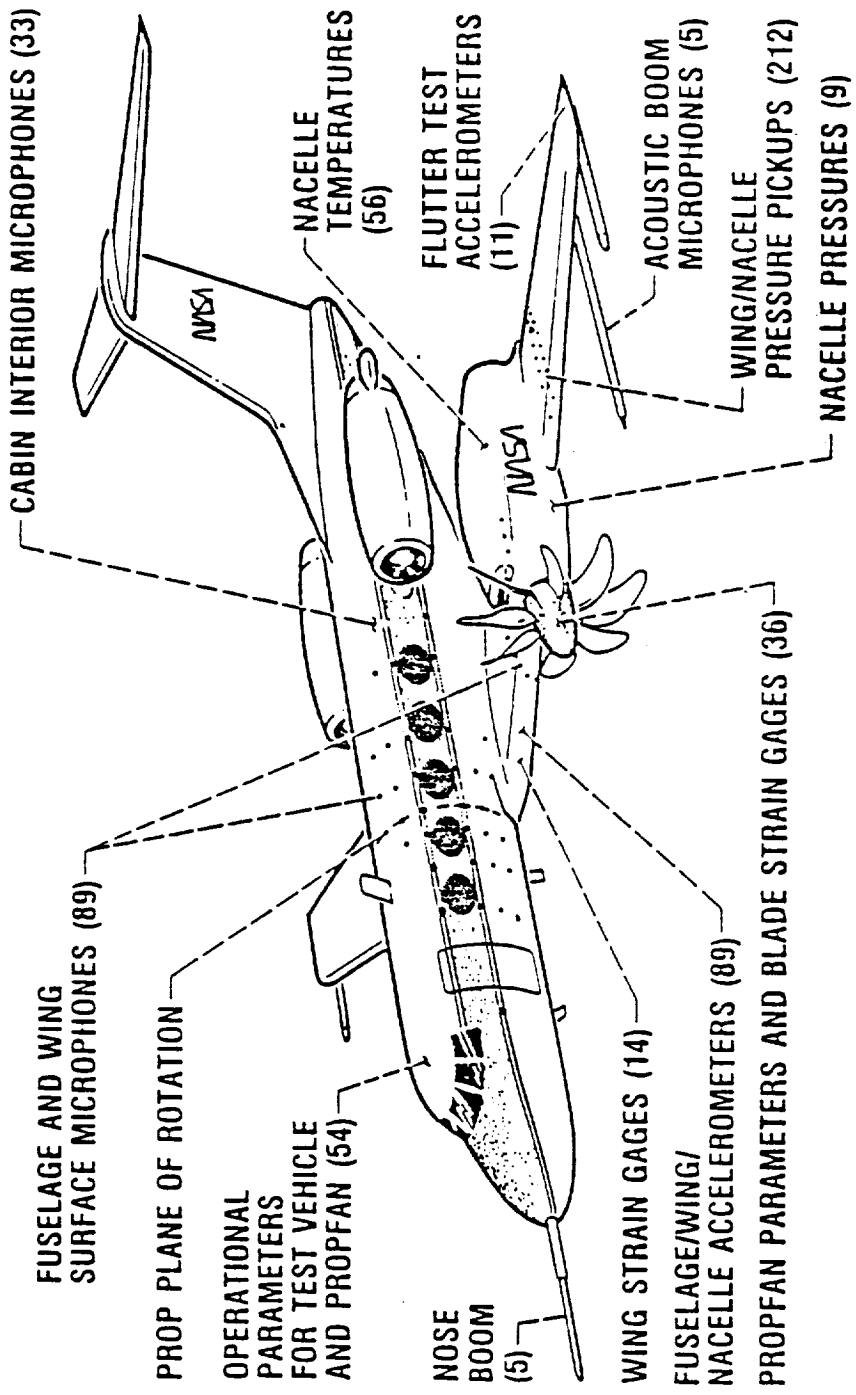 FUSELAGE AND WING
SURFACE MICROPHONES (89)
PROP PLANE OF ROTATION
OPERATIONAL
PARAMETERS
FOR TEST VEHICLE
AND PROPFAN (54)
NOSE
BOOM
(5)
WING STRAIN GAGES (14)
FUSELAGE/WING/
NACELLE ACCELEROMETERS (89)
PROPFAN PARAMETERS AND BLADE STRAIN GAGES (36)
CABIN INTERIOR MICROPHONES (33)
NASA
NACELLE
TEMPERATURES
(56)
FLUTTER TEST
ACCELEROMETERS
(11)
ACOUSTIC BOOM
MICROPHONES (5)
NASA
WING/NACELLE
PRESSURE PICKUPS (212)
NACELLE PRESSURES (9)